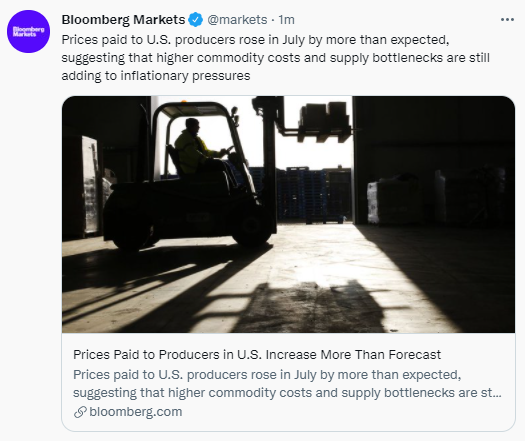 Bloomberg Markets
Bloomberg Markets @markets · 1m
Prices paid to U.S. producers rose in July by more than expected,
suggesting that higher commodity costs and supply bottlenecks are still
adding to inflationary pressures
Prices Paid to Producers in U.S. Increase More Than Forecast
Prices paid to U.S. producers rose in July by more than expected,
suggesting that higher commodity costs and supply bottlenecks are st...
bloomberg.com